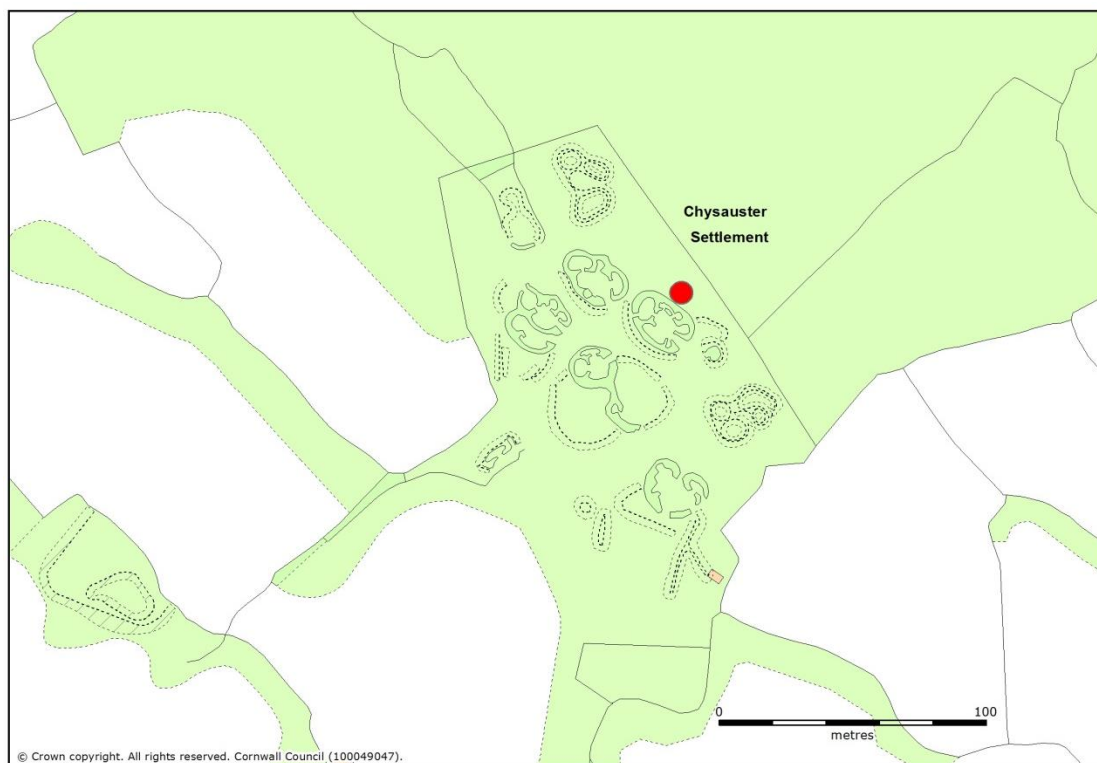 Chysauster
Settlement
0 100
metres
© Crown copyright. All rights reserved. Cornwall Council (100049047).